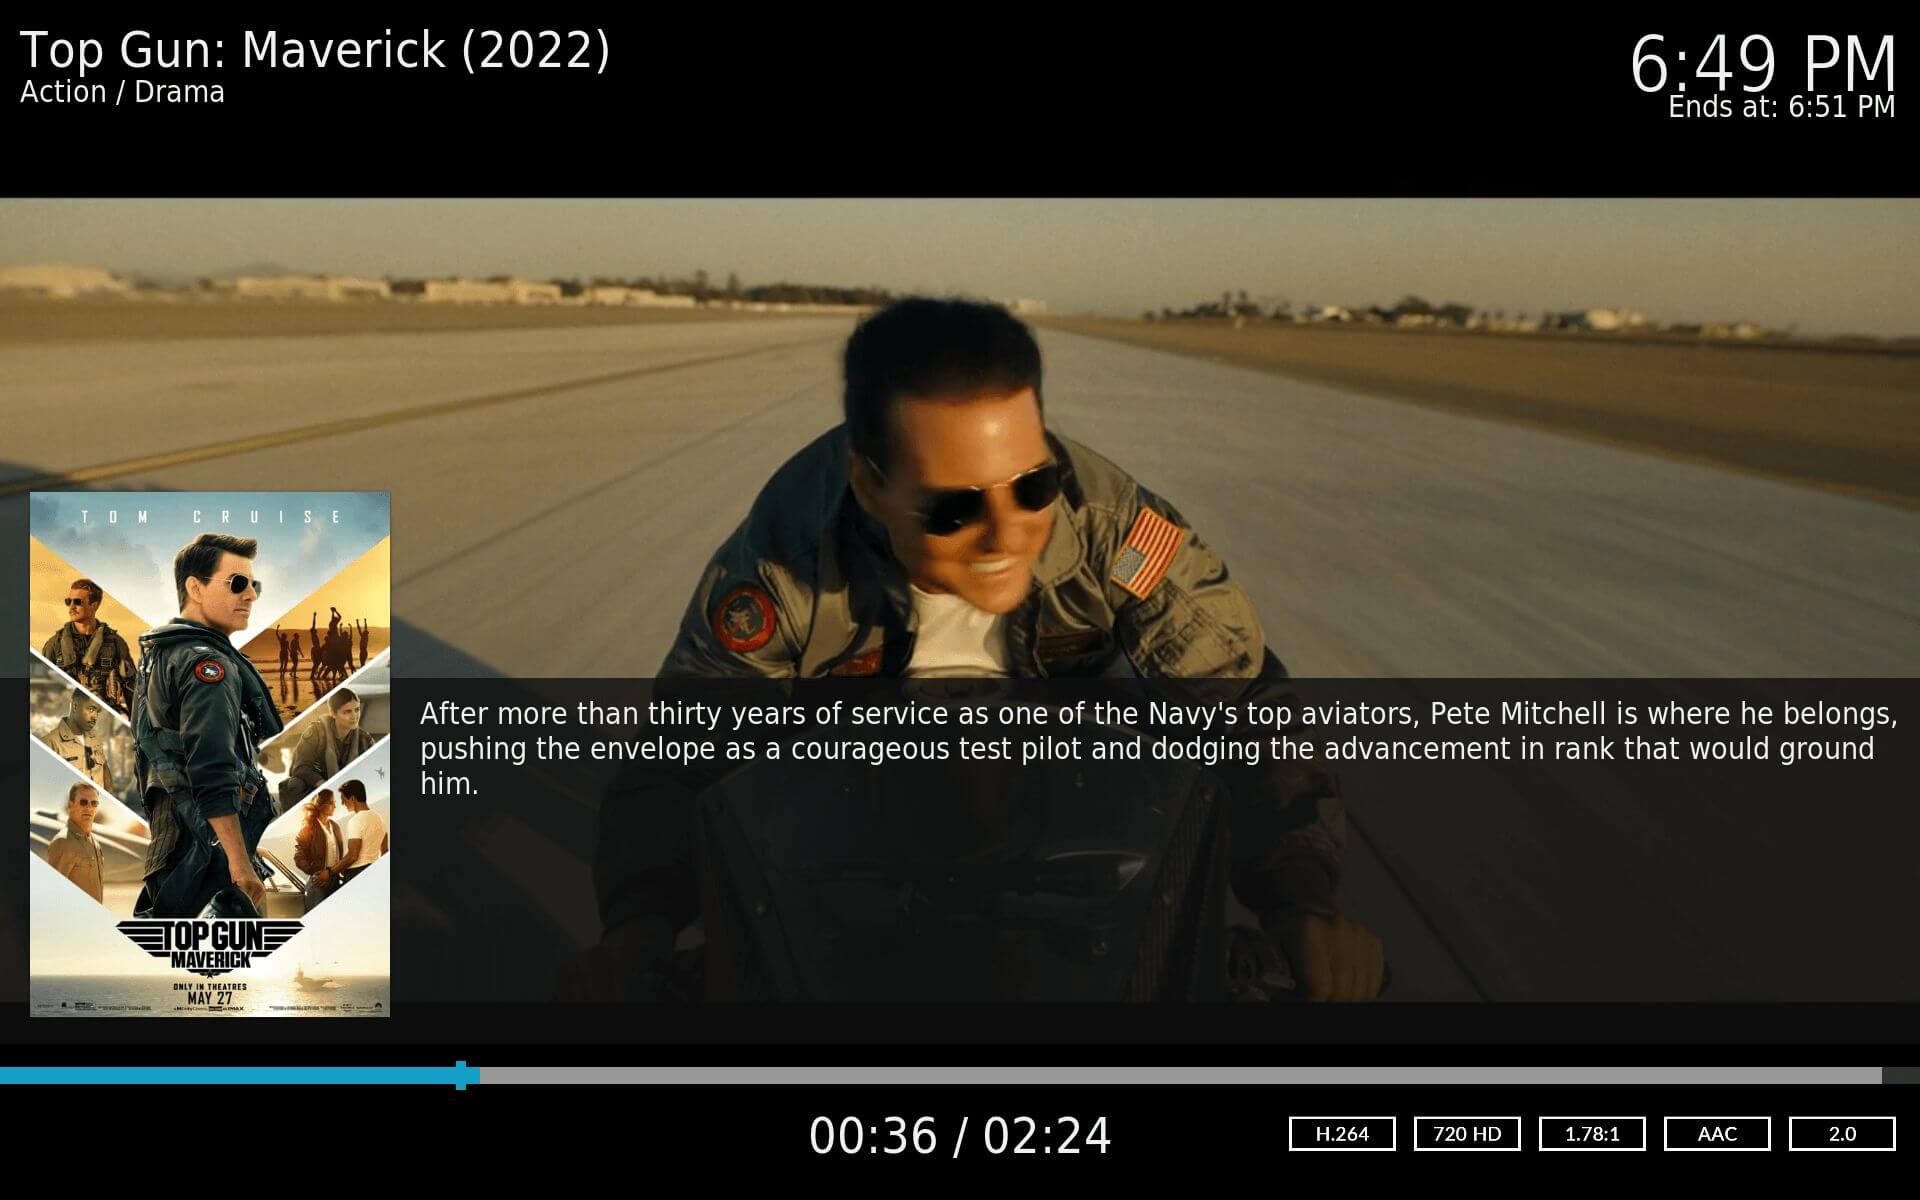 Top Gun: Maverick (2022)
Action / Drama
6:49 PM
Ends at: 6:51 PM
TOM CRUISE
TOP GUN
MAVERICK
ONLY IN THEATRES
MAY 27
After more than thirty years of service as one of the Navy's top aviators, Pete Mitchell is where he belongs,
pushing the envelope as a courageous test pilot and dodging the advancement in rank that would ground
him.
00:36 / 02:24
H.264
720 HD
1.78:1
AAC
2.0